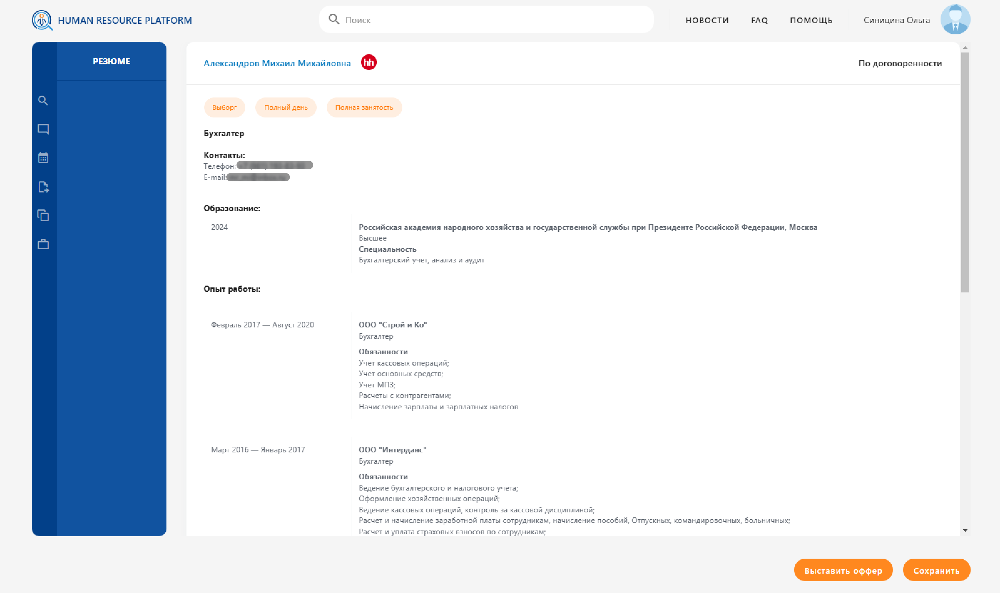 HUMAN RESOURCE PLATFORM
Поиск
НОВОСТИ
FAQ
ПОМОЩЬ
Синицина Ольга
РЕЗЮМЕ
Александров Михаил Михайловна
hh
По договоренности
Выборг
Полный день
Полная занятость
Бухгалтер
Контакты:
Телефон:
E-mail:
Образование:
2024
Российская академия народного хозяйства и государственной службы при Президенте Российской Федерации, Москва
Высшее
Специальность
Бухгалтерский учет, анализ и аудит
Опыт работы:
Февраль 2017 — Август 2020
ООО "Строй и Ко"
Бухгалтер
Обязанности
Учет кассовых операций;
Учет основных средств;
Учет МПЗ;
Расчеты с контрагентами;
Начисление зарплаты и зарплатных налогов
Март 2016 — Январь 2017
ООО "Интерданс"
Бухгалтер
Обязанности
Ведение бухгалтерского и налогового учета;
Оформление хозяйственных операций;
Ведение кассовых операций, контроль за кассовой дисциплиной;
Расчет и начисление заработной платы сотрудникам, начисление пособий, Отпускных, командировочных, больничных;
Расчет и уплата страховых взносов по сотрудникам;
Выставить оффер
Сохранить